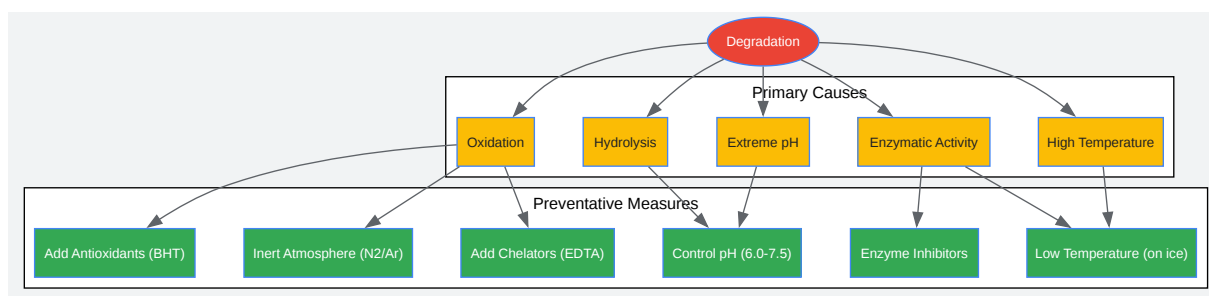 Degradation
Primary Causes
Oxidation
Hydrolysis
Extreme pH
Enzymatic Activity
High Temperature
Preventative Measures
Add Antioxidants (BHT)
Inert Atmosphere (N2/Ar)
Add Chelators (EDTA)
Control pH (6.0-7.5)
Enzyme Inhibitors
Low Temperature (on ice)